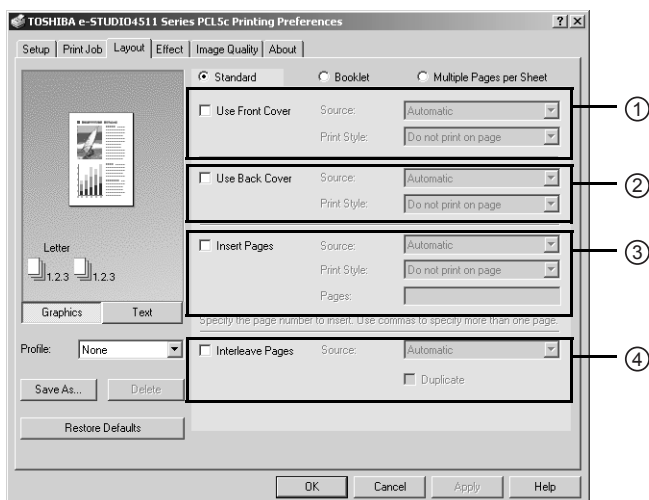 TOSHIBA e-STUDIO4511 Series PCL5c Printing Preferences ? X
Setup Print Job Layout Effect Image Quality About
Standard Booklet Multiple Pages per Sheet
Use Front Cover Source: Automatic
Print Style: Do not print on page
①
Use Back Cover Source: Automatic
Print Style: Do not print on page
②
Insert Pages Source: Automatic
Print Style: Do not print on page
Pages:
③
Specify the page number to insert. Use commas to specify more than one page.
Interleave Pages Source: Automatic
Duplicate
④
Letter
1.2.3 1.2.3
Graphics Text
Profile: None
Save As... Delete
Restore Defaults
OK Cancel Apply Help